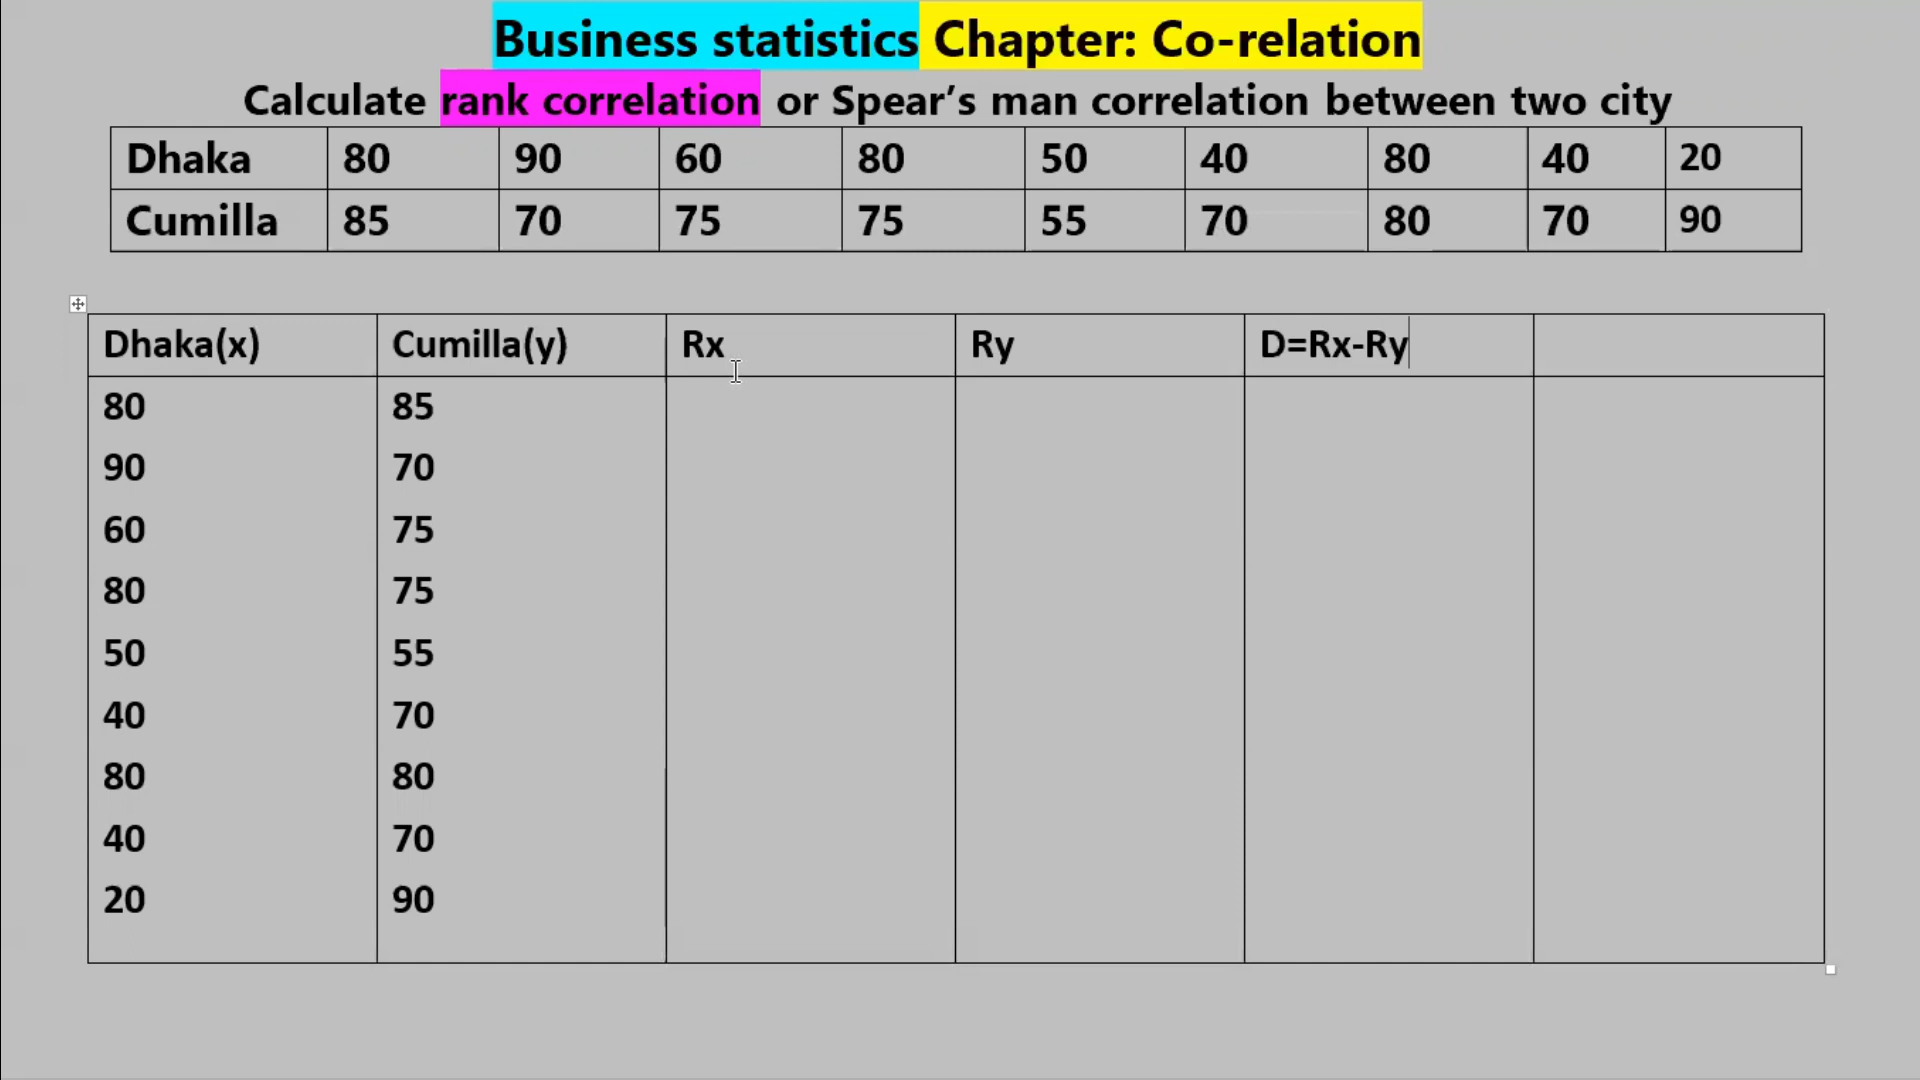 Business statistics Chapter: Co-relation
Calculate rank correlation or Spear’s man correlation between two city
Dhaka 80 90 60 80 50 40 80 40 20
Cumilla 85 70 75 75 55 70 80 70 90
Dhaka(x) Cumilla(y) Rx Ry D=Rx-Ry
80 85
90 70
60 75
80 75
50 55
40 70
80 80
40 70
20 90